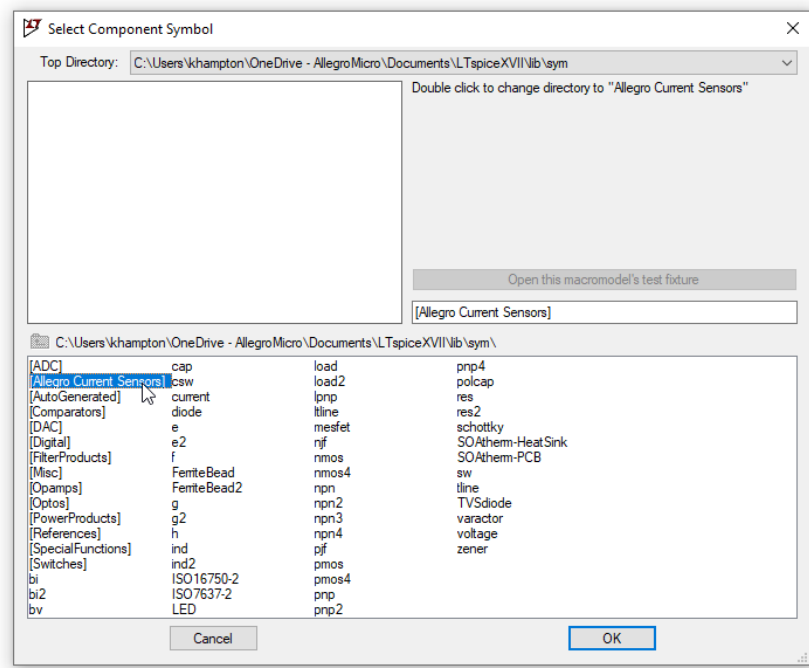 Select Component Symbol
Top Directory: C:\Users\khampton\OneDrive - AllegroMicro\Documents\LTspiceXVII\lib\sym
Double click to change directory to "Allegro Current Sensors"
Open this macromodel's test fixture
[Allegro Current Sensors]
C:\Users\khampton\OneDrive - AllegroMicro\Documents\LTspiceXVII\lib\sym\
[ADC] cap load pnp4
[Allegro Current Sensors] csw load2 polcap
[AutoGenerated] current lpnp res
[Comparators] diode ltline res2
[DAC] e mesfet schottky
[Digital] e2 njf SOAtherm-HeatSink
[FilterProducts] f nmos SOAtherm-PCB
[Misc] FerriteBead nmos4 sw
[Opamps] FerriteBead2 npn tline
[Optos] g npn2 TVSdiode
[PowerProducts] g2 npn3 varactor
[References] h npn4 voltage
[SpecialFunctions] ind pjf zener
[Switches] ind2 pmos
bi ISO16750-2 pmos4
bi2 ISO7637-2 pnp
bv LED pnp2
Cancel OK